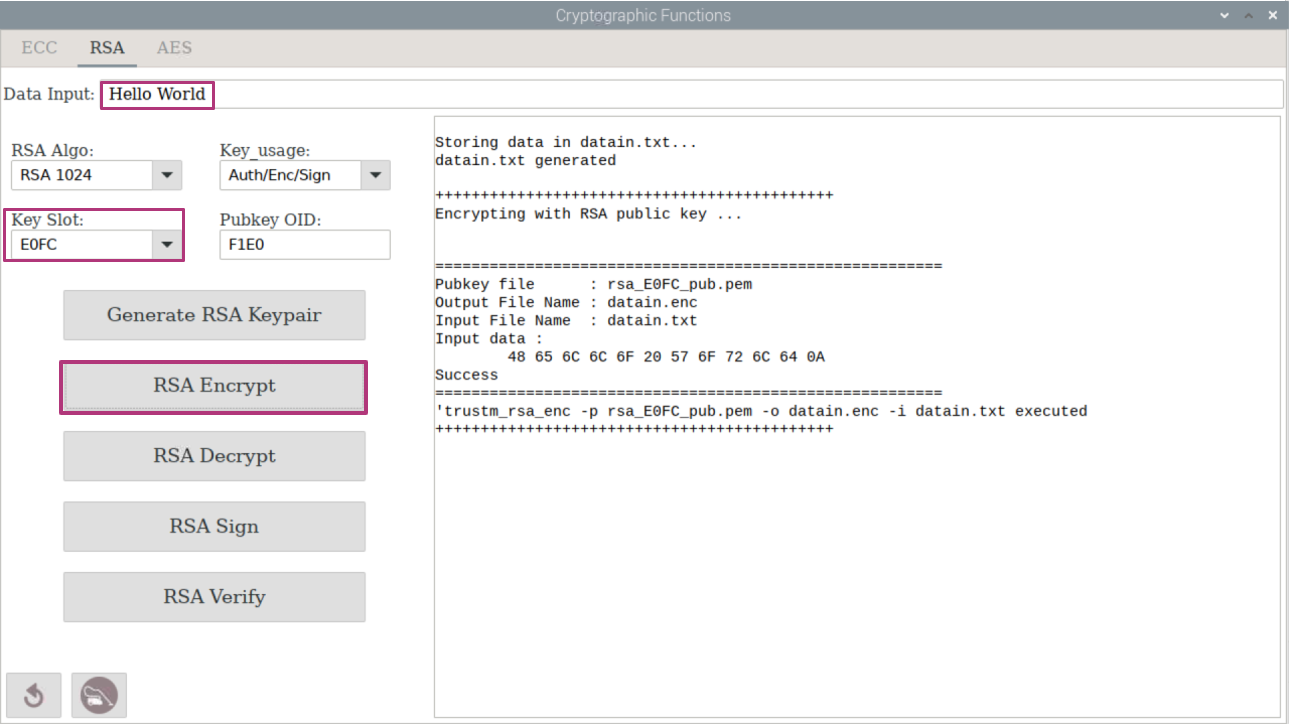 Cryptographic Functions
ECC RSA AES
Data Input: Hello World
RSA Algo: Key_usage:
RSA 1024 Auth/Enc/Sign
Key Slot: Pubkey OID:
E0FC F1E0
Generate RSA Keypair
RSA Encrypt
RSA Decrypt
RSA Sign
RSA Verify
Storing data in datain.txt...
datain.txt generated
++++++++++++++++++++++++++++++++++++++++++++
Encrypting with RSA public key ...
========================================================
Pubkey file      : rsa_E0FC_pub.pem
Output File Name : datain.enc
Input File Name  : datain.txt
Input data :
48 65 6C 6C 6F 20 57 6F 72 6C 64 0A
Success
========================================================
'trustm_rsa_enc -p rsa_E0FC_pub.pem -o datain.enc -i datain.txt executed
++++++++++++++++++++++++++++++++++++++++++++